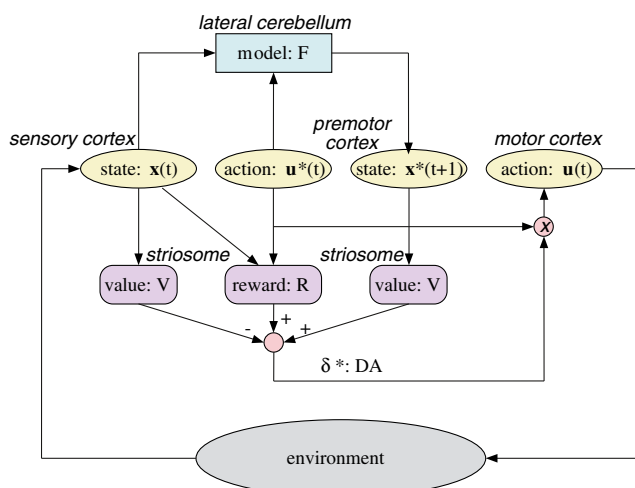 lateral cerebellum
model: F
sensory cortex
premotor
cortex
motor cortex
state: x(t)
action: u*(t)
state: x*(t+1)
action: u(t)
x
striosome
striosome
value: V
reward: R
value: V
- + +
δ *: DA
environment